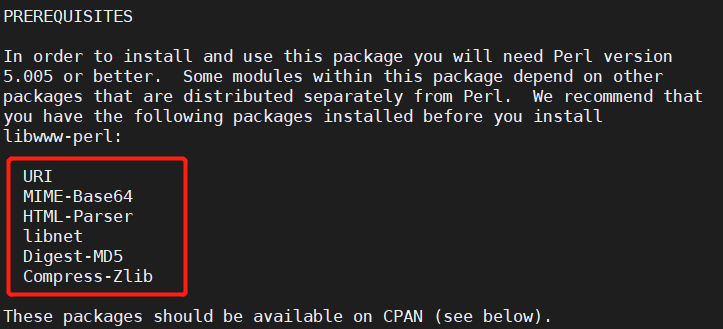 PREREQUISITES
In order to install and use this package you will need Perl version
5.005 or better.  Some modules within this package depend on other
packages that are distributed separately from Perl.  We recommend that
you have the following packages installed before you install
libwww-perl:
URI
MIME-Base64
HTML-Parser
libnet
Digest-MD5
Compress-Zlib
These packages should be available on CPAN (see below).